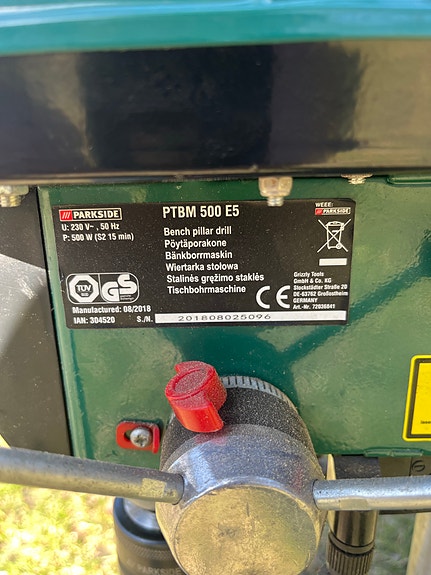 PARKSIDE
PTBM 500 E5
WEEE:
PARKSIDE
U: 230 V~ , 50 Hz
P: 500 W (S2 15 min)
Bench pillar drill
Pöytäporakone
Bänkborrmaskin
Wiertarka stołowa
Stalinės gręžimo staklės
Tischbohrmaschine
TÜV
GS
CE
Grizzly Tools
GmbH & Co. KG
Stockstädter Straße 20
DE-63762 Großostheim
GERMANY
Art.-Nr. 72036041
Manufactured: 08/2018
IAN: 304520
S./N.
201808025096
PARKSIDE